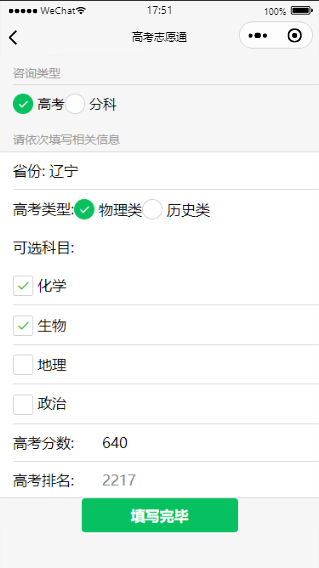 WeChat 17:51 100%
高考志愿通
咨询类型
高考 分科
请依次填写相关信息
省份: 辽宁
高考类型: 物理类 历史类
可选科目:
化学
生物
地理
政治
高考分数: 640
高考排名: 2217
填写完毕